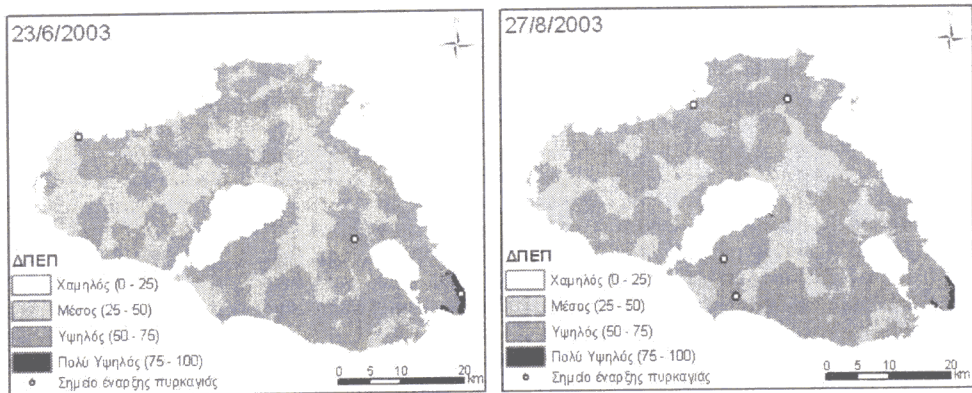 23/6/2003
ΔΠΕΠ
Χαμηλός (0 - 25)
Μέσος (25 - 50)
Υψηλός (50 - 75)
Πολύ Υψηλός (75 - 100)
Σημείο έναρξης πυρκαγιάς
0 5 10 20
km
27/8/2003
ΔΠΕΠ
Χαμηλός (0 - 25)
Μέσος (25 - 50)
Υψηλός (50 - 75)
Πολύ Υψηλός (75 - 100)
Σημείο έναρξης πυρκαγιάς
0 5 10 20
km